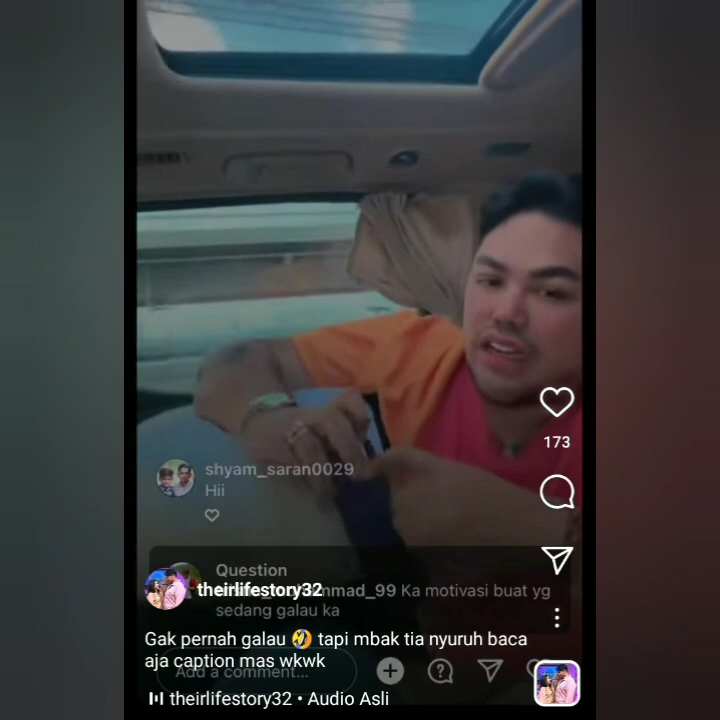 shyam_saran0029
Hii
173
Question
theirlifestory32
mmad_99 Ka motivasi buat yg
sedang galau ka
Gak pernah galau 🤣 tapi mbak tia nyuruh baca
aja caption mas wkwk
Add a comment...
theirlifestory32 • Audio Asli